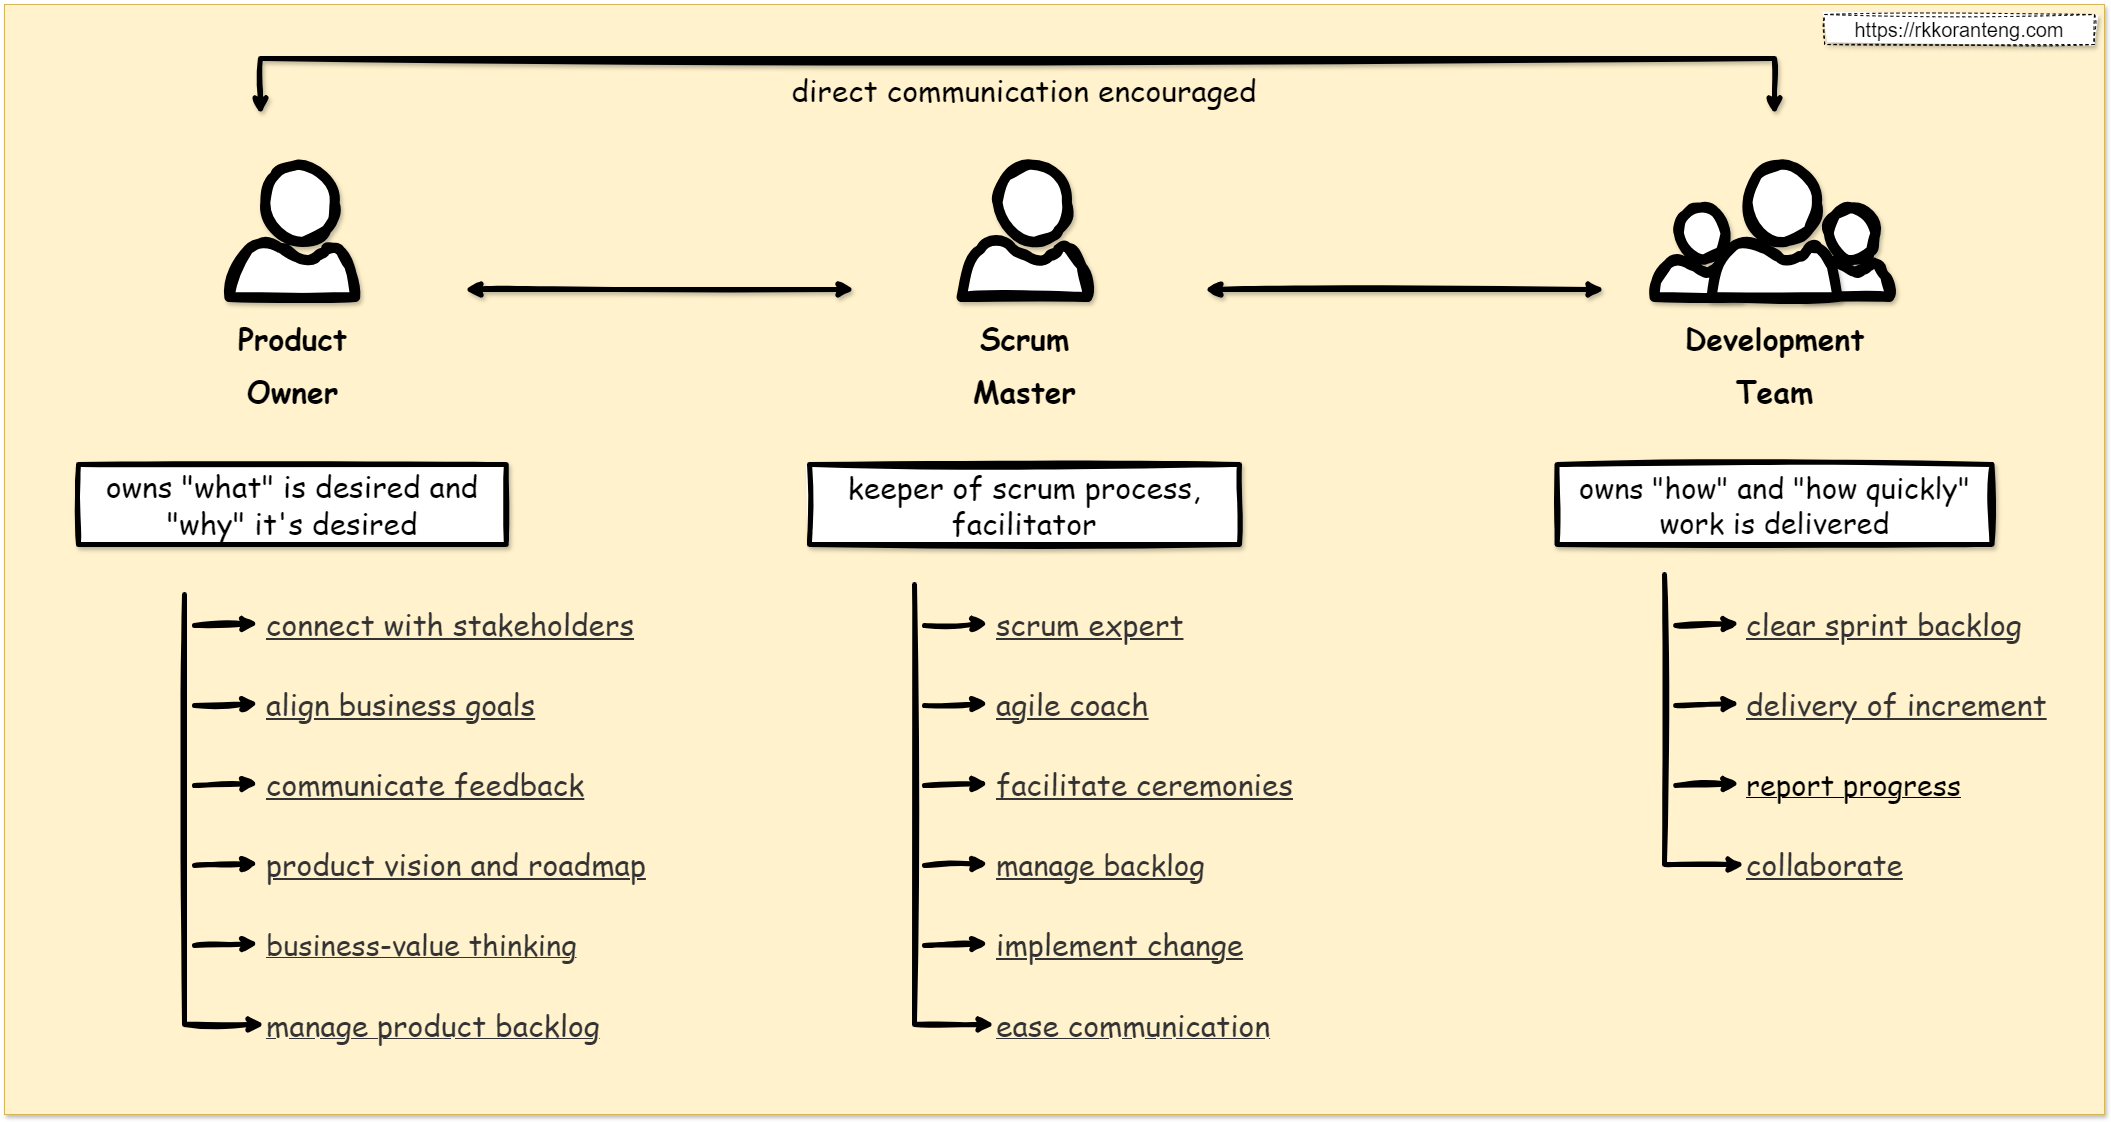 https://rkkoranteng.com
direct communication encouraged
Product
Owner
Scrum
Master
Development
Team
owns "what" is desired and
"why" it's desired
keeper of scrum process,
facilitator
owns "how" and "how quickly"
work is delivered
connect with stakeholders
align business goals
communicate feedback
product vision and roadmap
business-value thinking
manage product backlog
scrum expert
agile coach
facilitate ceremonies
manage backlog
implement change
ease communication
clear sprint backlog
delivery of increment
report progress
collaborate